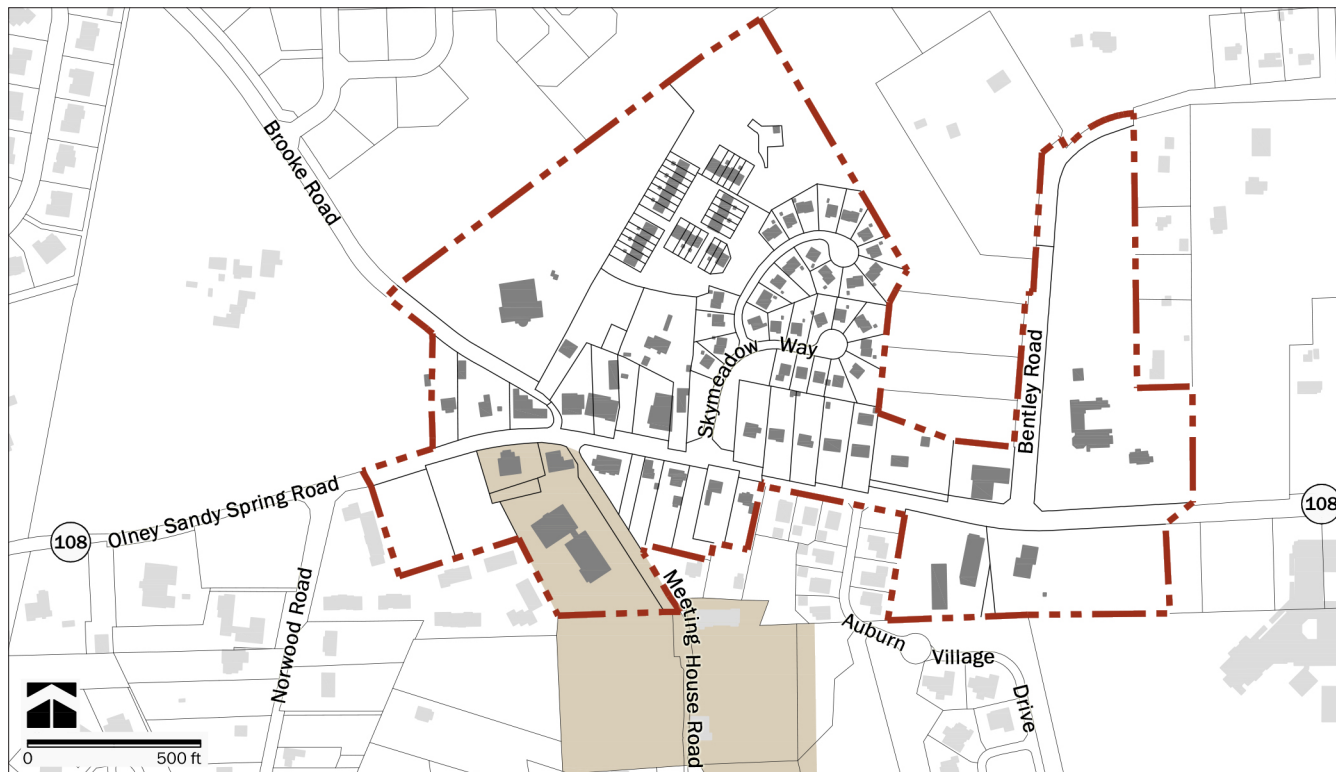 Brooke Road
Skymeadow Way
Bentley Road
108
Olney Sandy Spring Road
108
Norwood Road
Meeting House Road
Auburn Village Drive
0 500 ft